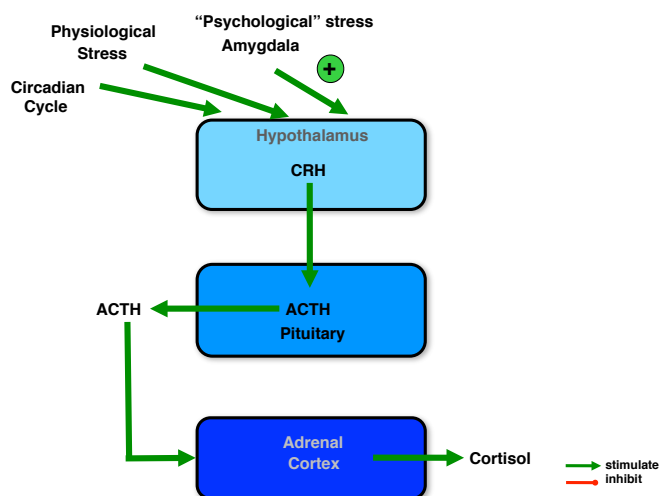 “Psychological” stress
Amygdala
Physiological
Stress
Circadian
Cycle
+
Hypothalamus
CRH
ACTH
ACTH
Pituitary
Adrenal
Cortex
Cortisol
stimulate
inhibit